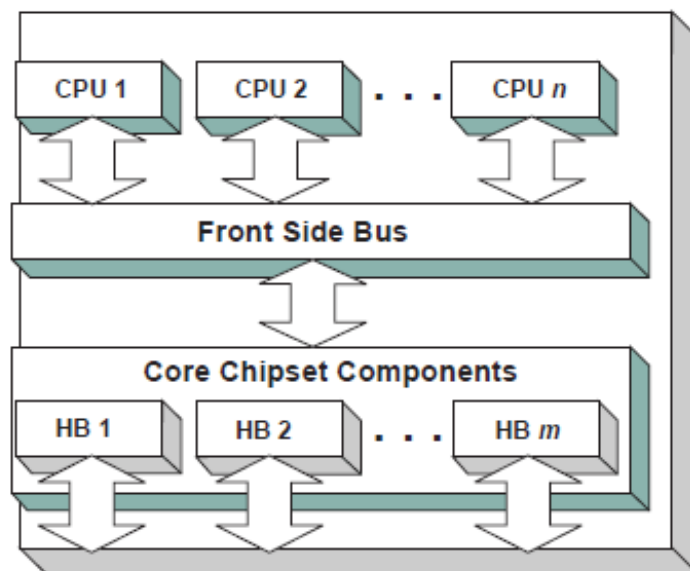 CPU 1 CPU 2 . . . CPU n
Front Side Bus
Core Chipset Components
HB 1 HB 2 . . . HB m